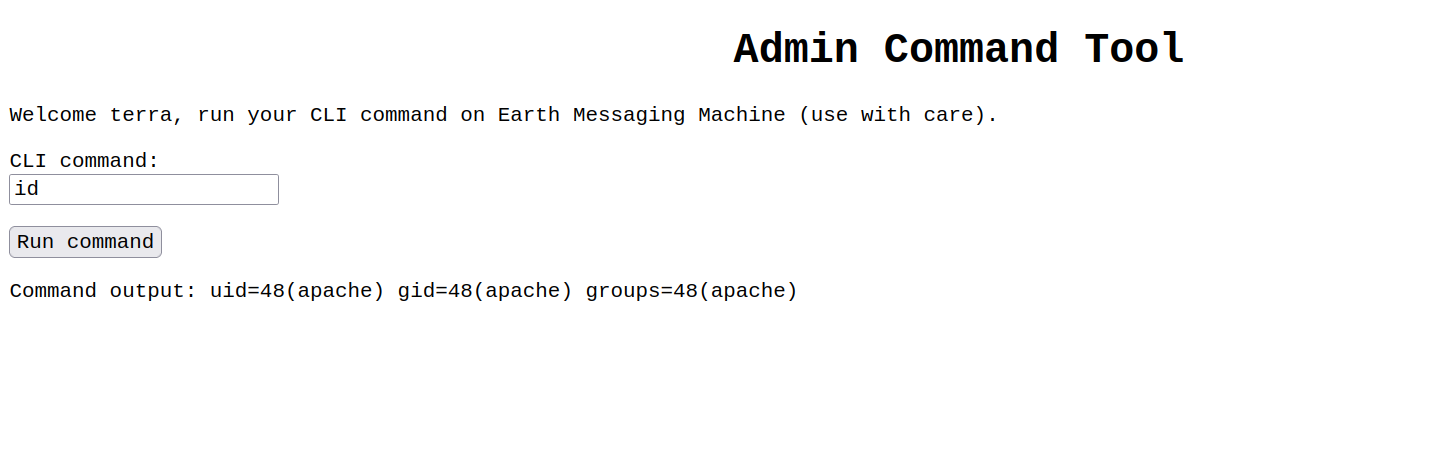 Admin Command Tool
Welcome terra, run your CLI command on Earth Messaging Machine (use with care).
CLI command:
id
Run command
Command output: uid=48(apache) gid=48(apache) groups=48(apache)